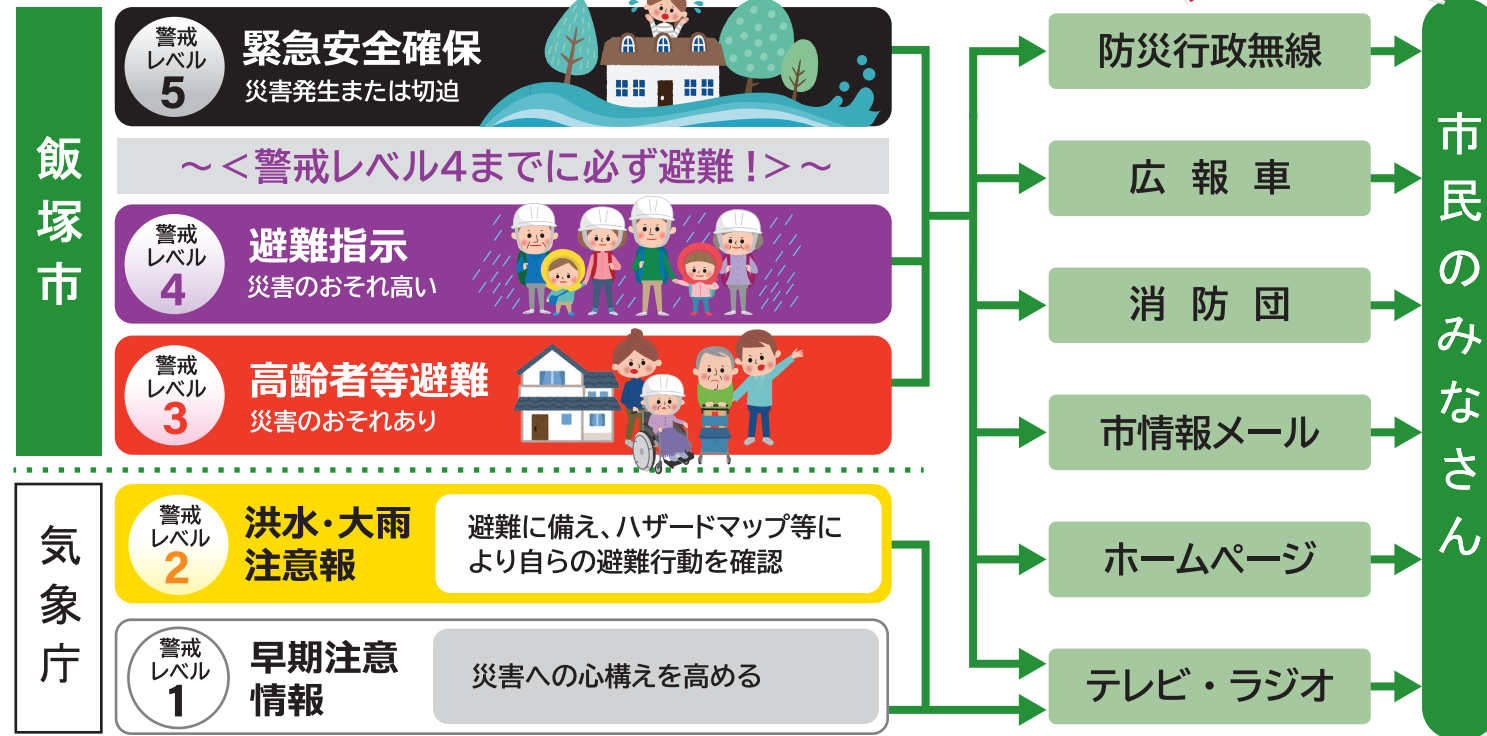 飯塚市
警戒
レベル
5
緊急安全確保
災害発生または切迫
～＜警戒レベル4までに必ず避難！＞～
警戒
レベル
4
避難指示
災害のおそれ高い
警戒
レベル
3
高齢者等避難
災害のおそれあり
気象庁
警戒
レベル
2
洪水・大雨
注意報
避難に備え、ハザードマップ等に
より自らの避難行動を確認
警戒
レベル
1
早期注意
情報
災害への心構えを高める
防災行政無線
広報車
消防団
市情報メール
ホームページ
テレビ・ラジオ
市民のみなさん